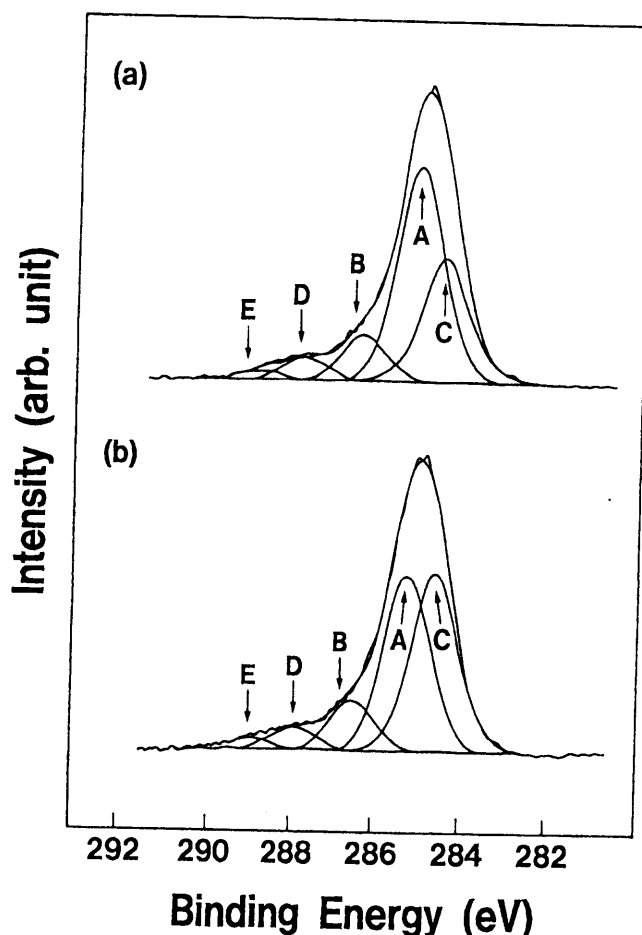 (a)
A
B
C
D
E
(b)
B
A
C
D
E
Intensity (arb. unit)
292 290 288 286 284 282
Binding Energy (eV)